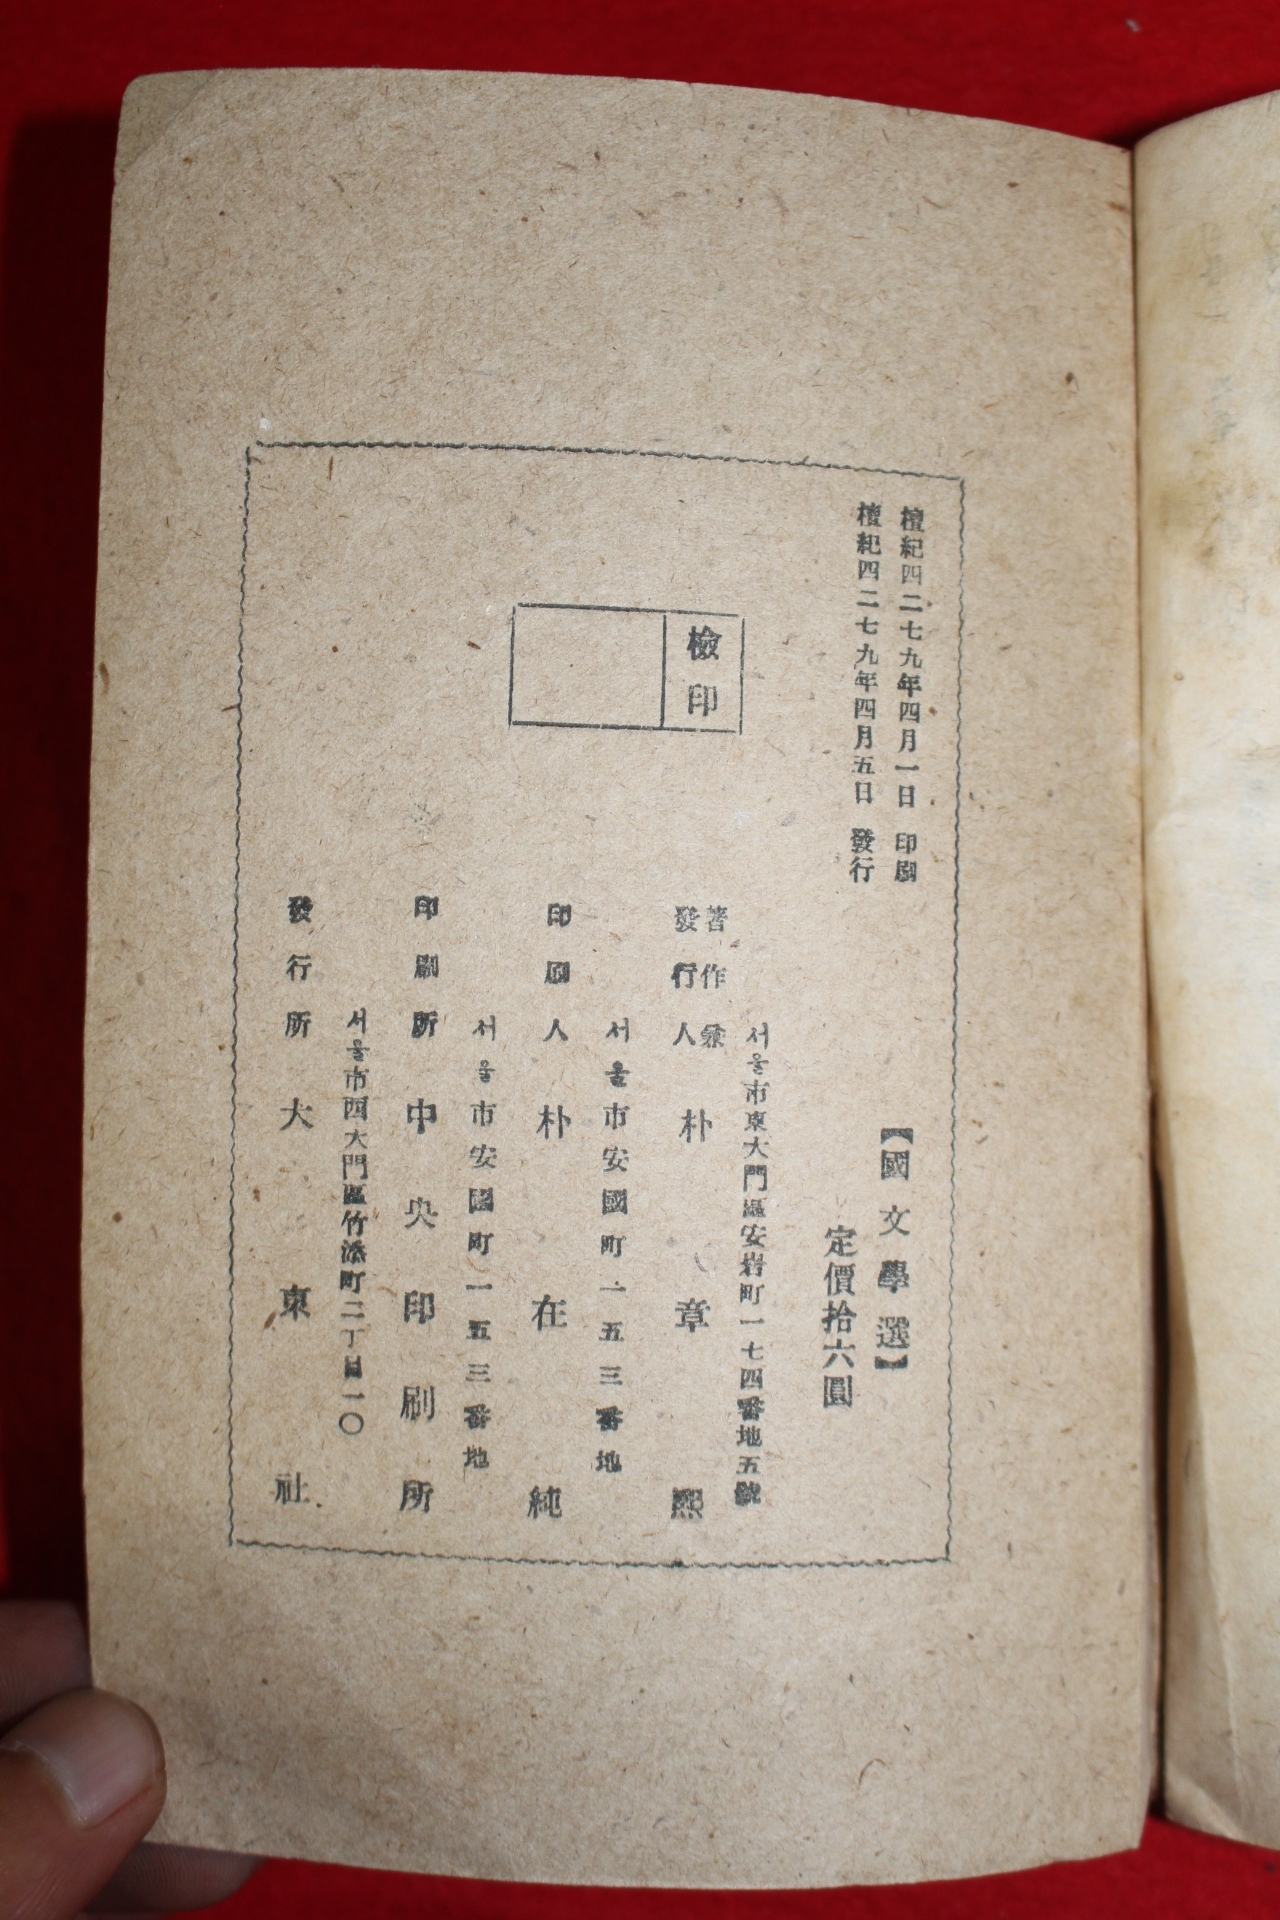 檀紀四二七九年四月一日 印刷
檀紀四二七九年四月五日 發行
【國文學選】
定價拾六圓
檢印
서울市東大門區安岩町一七四番地五號
著作兼
發行人 朴章熙
서울市安國町一五三番地
印刷人 朴在純
서울市安國町一五三番地
印刷所 中央印刷所
서울市西大門區竹添町二丁目一〇
發行所 大東社